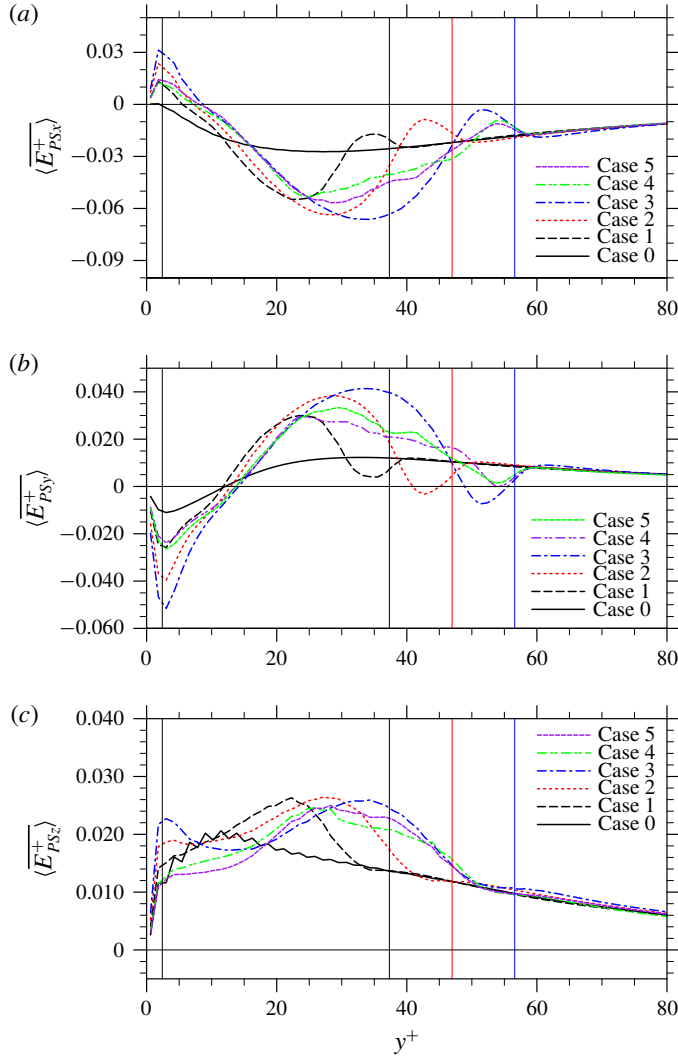 (a)
0.03
0
−0.03
−0.06
−0.09
⟨E⁺PSx⟩
Case 5
Case 4
Case 3
Case 2
Case 1
Case 0
0 20 40 60 80
(b)
0.040
0.020
0
−0.020
−0.040
−0.060
⟨E⁺PSy⟩
Case 5
Case 4
Case 3
Case 2
Case 1
Case 0
0 20 40 60 80
(c)
0.040
0.030
0.020
0.010
0
⟨E⁺PSz⟩
Case 5
Case 4
Case 3
Case 2
Case 1
Case 0
0 20 40 60 80
y⁺